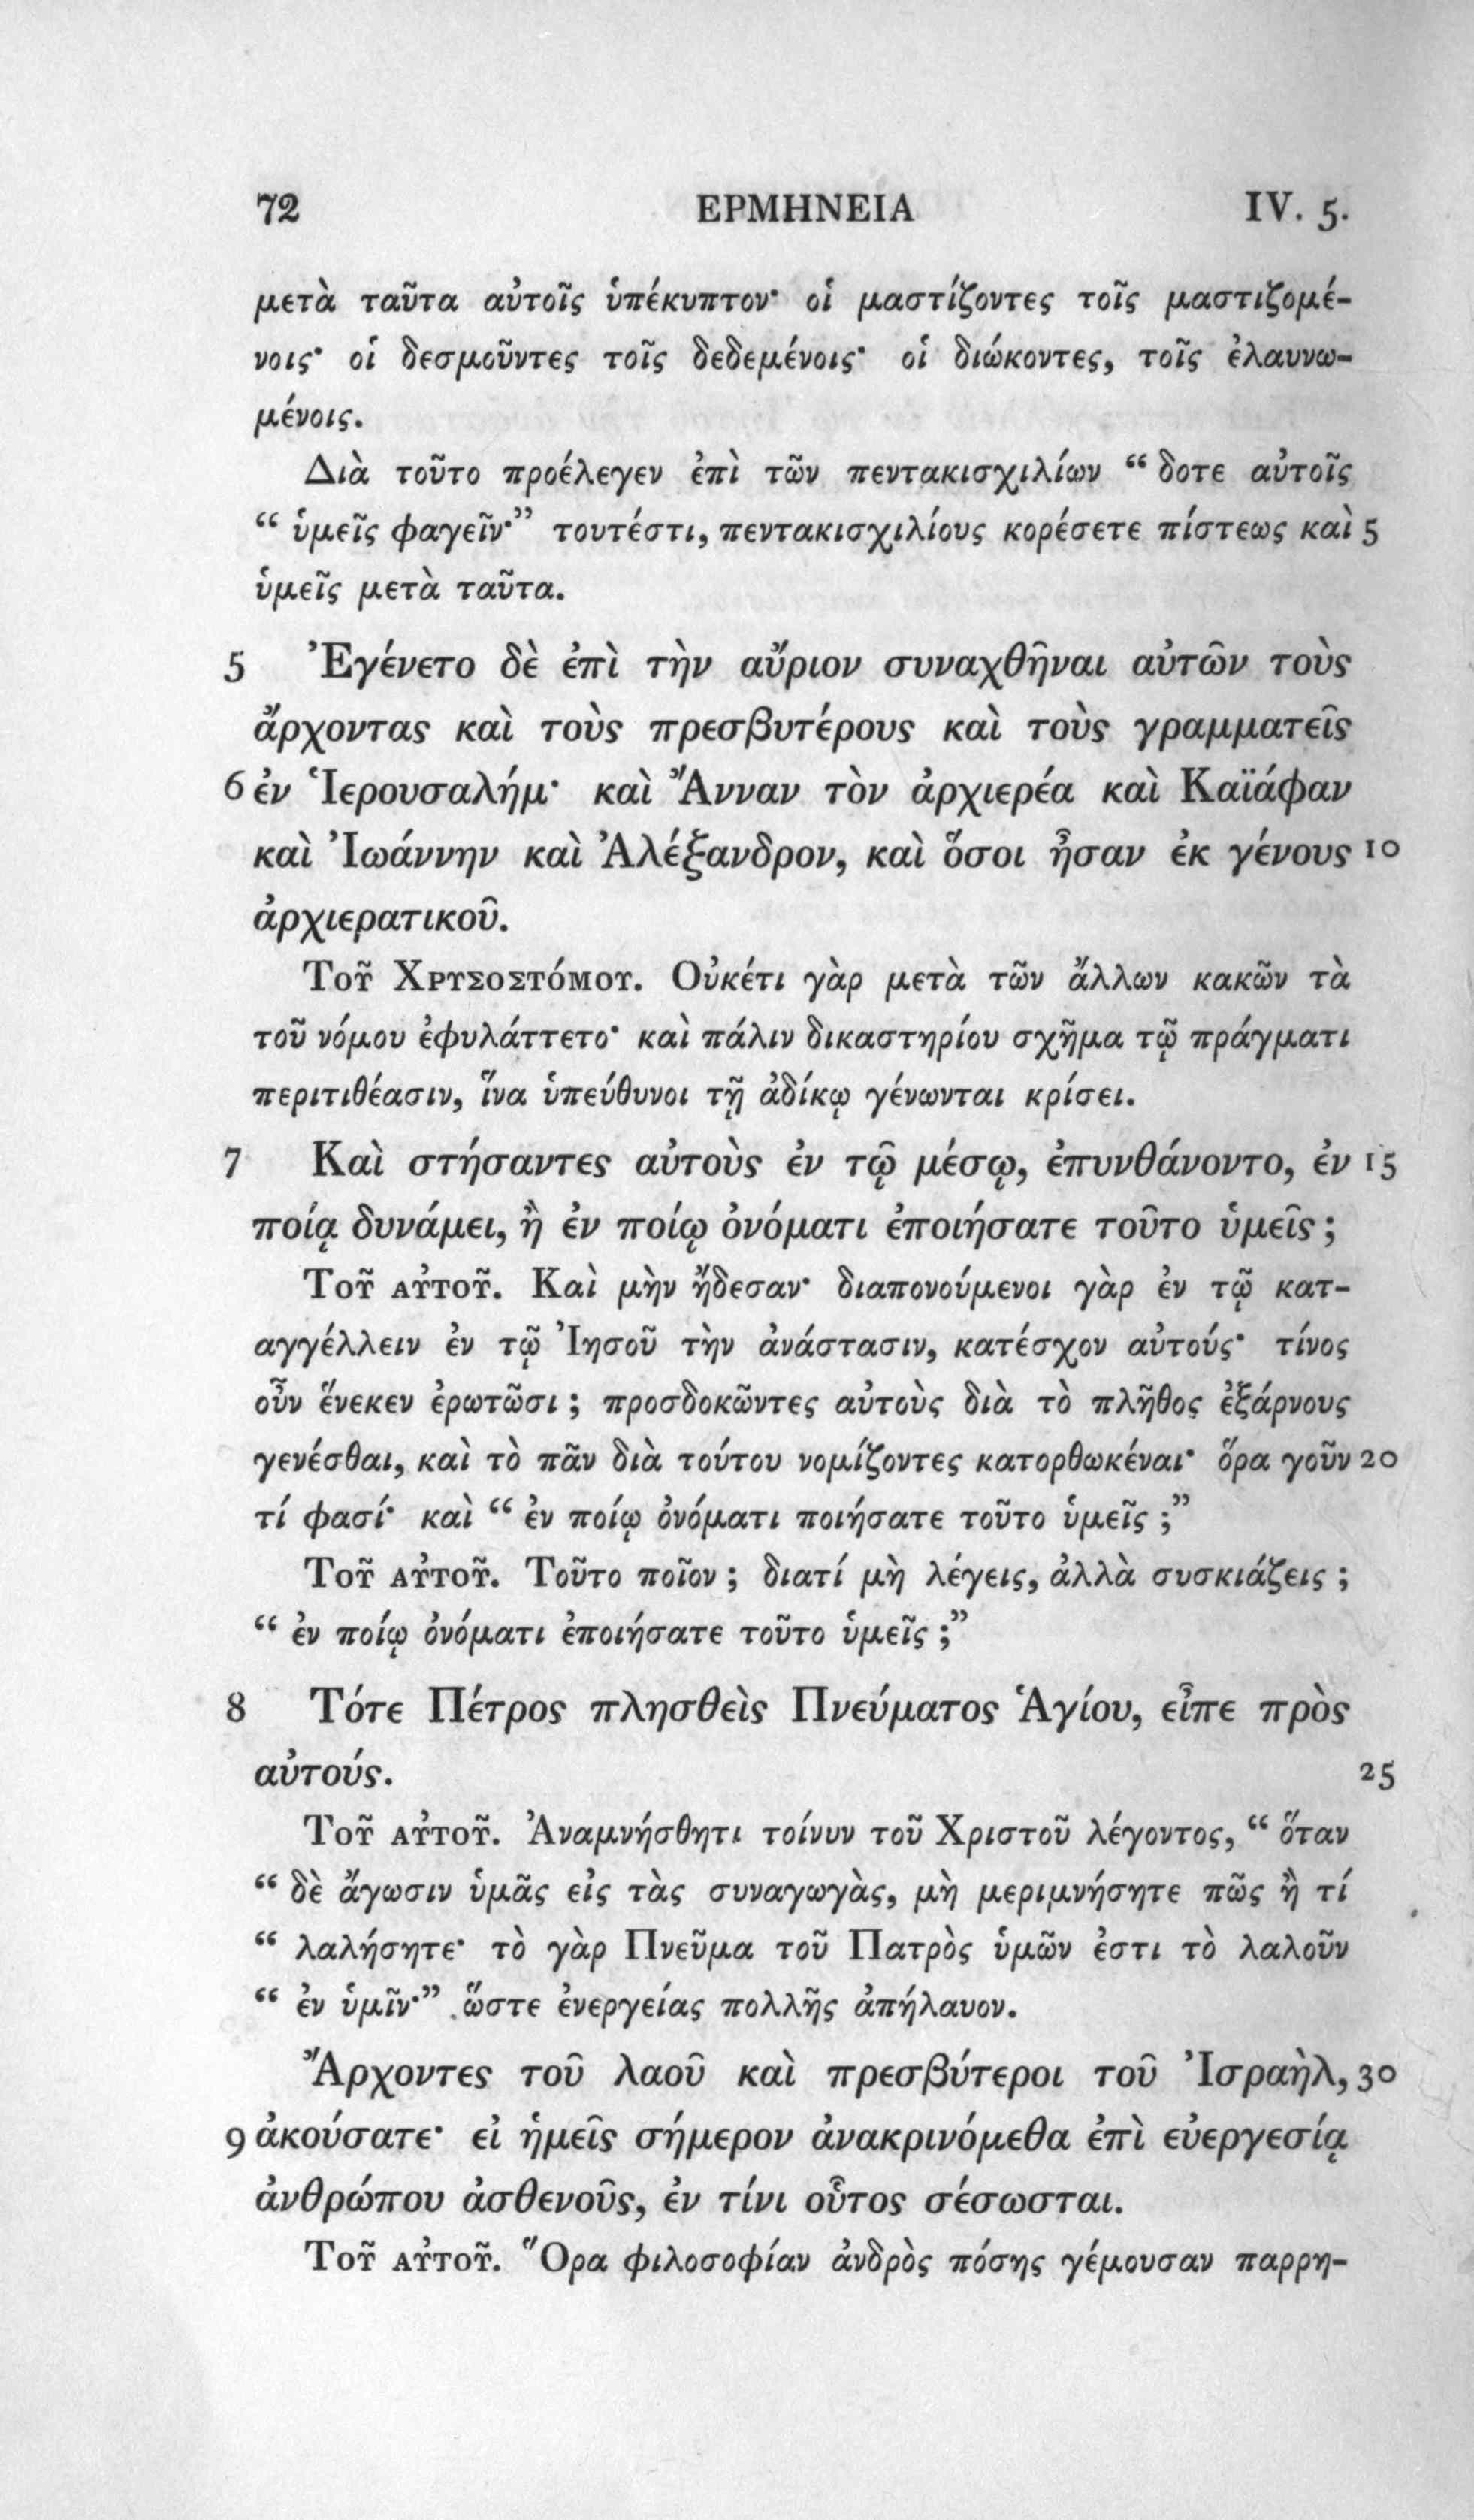 72 ΕΡΜΗΝΕΙΑ IV. 5.
μετὰ ταῦτα αὐτοῖς ὑπέκυπτον· οἱ μαστίζοντες τοῖς μαστιζομέ-
νοις· οἱ δεσμοῦντες τοῖς δεδεμένοις· οἱ διώκοντες, τοῖς ἐλαυνω-
μένοις.
Διὰ τοῦτο προέλεγεν ἐπὶ τῶν πεντακισχιλίων “ δοτε αὐτοῖς
“ ὑμεῖς φαγεῖν·” τουτέστι, πεντακισχιλίους κορέσετε πίστεως καὶ 5
ὑμεῖς μετὰ ταῦτα.
5 Ἐγένετο δὲ ἐπὶ τὴν αὔριον συναχθῆναι αὐτῶν τοὺς
ἄρχοντας καὶ τοὺς πρεσβυτέρους καὶ τοὺς γραμματεῖς
6 ἐν Ἱερουσαλήμ· καὶ Ἄνναν τὸν ἀρχιερέα καὶ Καϊάφαν
καὶ Ἰωάννην καὶ Ἀλέξανδρον, καὶ ὅσοι ἦσαν ἐκ γένους 10
ἀρχιερατικοῦ.
Τοῦ Χρυσοστόμου. Οὐκέτι γὰρ μετὰ τῶν ἄλλων κακῶν τὰ
τοῦ νόμου ἐφυλάττετο· καὶ πάλιν δικαστηρίου σχῆμα τῷ πράγματι
περιτιθέασιν, ἵνα ὑπεύθυνοι τῇ ἀδίκῳ γένωνται κρίσει.
7 Καὶ στήσαντες αὐτοὺς ἐν τῷ μέσῳ, ἐπυνθάνοντο, ἐν 15
ποίᾳ δυνάμει, ἢ ἐν ποίῳ ὀνόματι ἐποιήσατε τοῦτο ὑμεῖς ;
Τοῦ αὐτοῦ. Καὶ μὴν ᾔδεσαν· διαπονούμενοι γὰρ ἐν τῷ κατ-
αγγέλλειν ἐν τῷ Ἰησοῦ τὴν ἀνάστασιν, κατέσχον αὐτούς· τίνος
οὖν ἕνεκεν ἐρωτῶσι ; προσδοκῶντες αὐτοὺς διὰ τὸ πλῆθος ἐξάρνους
γενέσθαι, καὶ τὸ πᾶν διὰ τούτου νομίζοντες κατορθωκέναι· ὅρα γοῦν 20
τί φασί· καὶ “ ἐν ποίῳ ὀνόματι ποιήσατε τοῦτο ὑμεῖς ;”
Τοῦ αὐτοῦ. Τοῦτο ποῖον ; διατί μὴ λέγεις, ἀλλὰ συσκιάζεις ;
“ ἐν ποίῳ ὀνόματι ἐποιήσατε τοῦτο ὑμεῖς ;”
8 Τότε Πέτρος πλησθεὶς Πνεύματος Ἁγίου, εἶπε πρὸς
αὐτούς. 25
Τοῦ αὐτοῦ. Ἀναμνήσθητι τοίνυν τοῦ Χριστοῦ λέγοντος, “ ὅταν
“ δὲ ἄγωσιν ὑμᾶς εἰς τὰς συναγωγὰς, μὴ μεριμνήσητε πῶς ἢ τί
“ λαλήσητε· τὸ γὰρ Πνεῦμα τοῦ Πατρὸς ὑμῶν ἐστι τὸ λαλοῦν
“ ἐν ὑμῖν·” ὥστε ἐνεργείας πολλῆς ἀπήλαυον.
Ἄρχοντες τοῦ λαοῦ καὶ πρεσβύτεροι τοῦ Ἰσραὴλ, 30
9 ἀκούσατε· εἰ ἡμεῖς σήμερον ἀνακρινόμεθα ἐπὶ εὐεργεσίᾳ
ἀνθρώπου ἀσθενοῦς, ἐν τίνι οὗτος σέσωσται.
Τοῦ αὐτοῦ. Ὅρα φιλοσοφίαν ἀνδρὸς πόσης γέμουσαν παρρη-